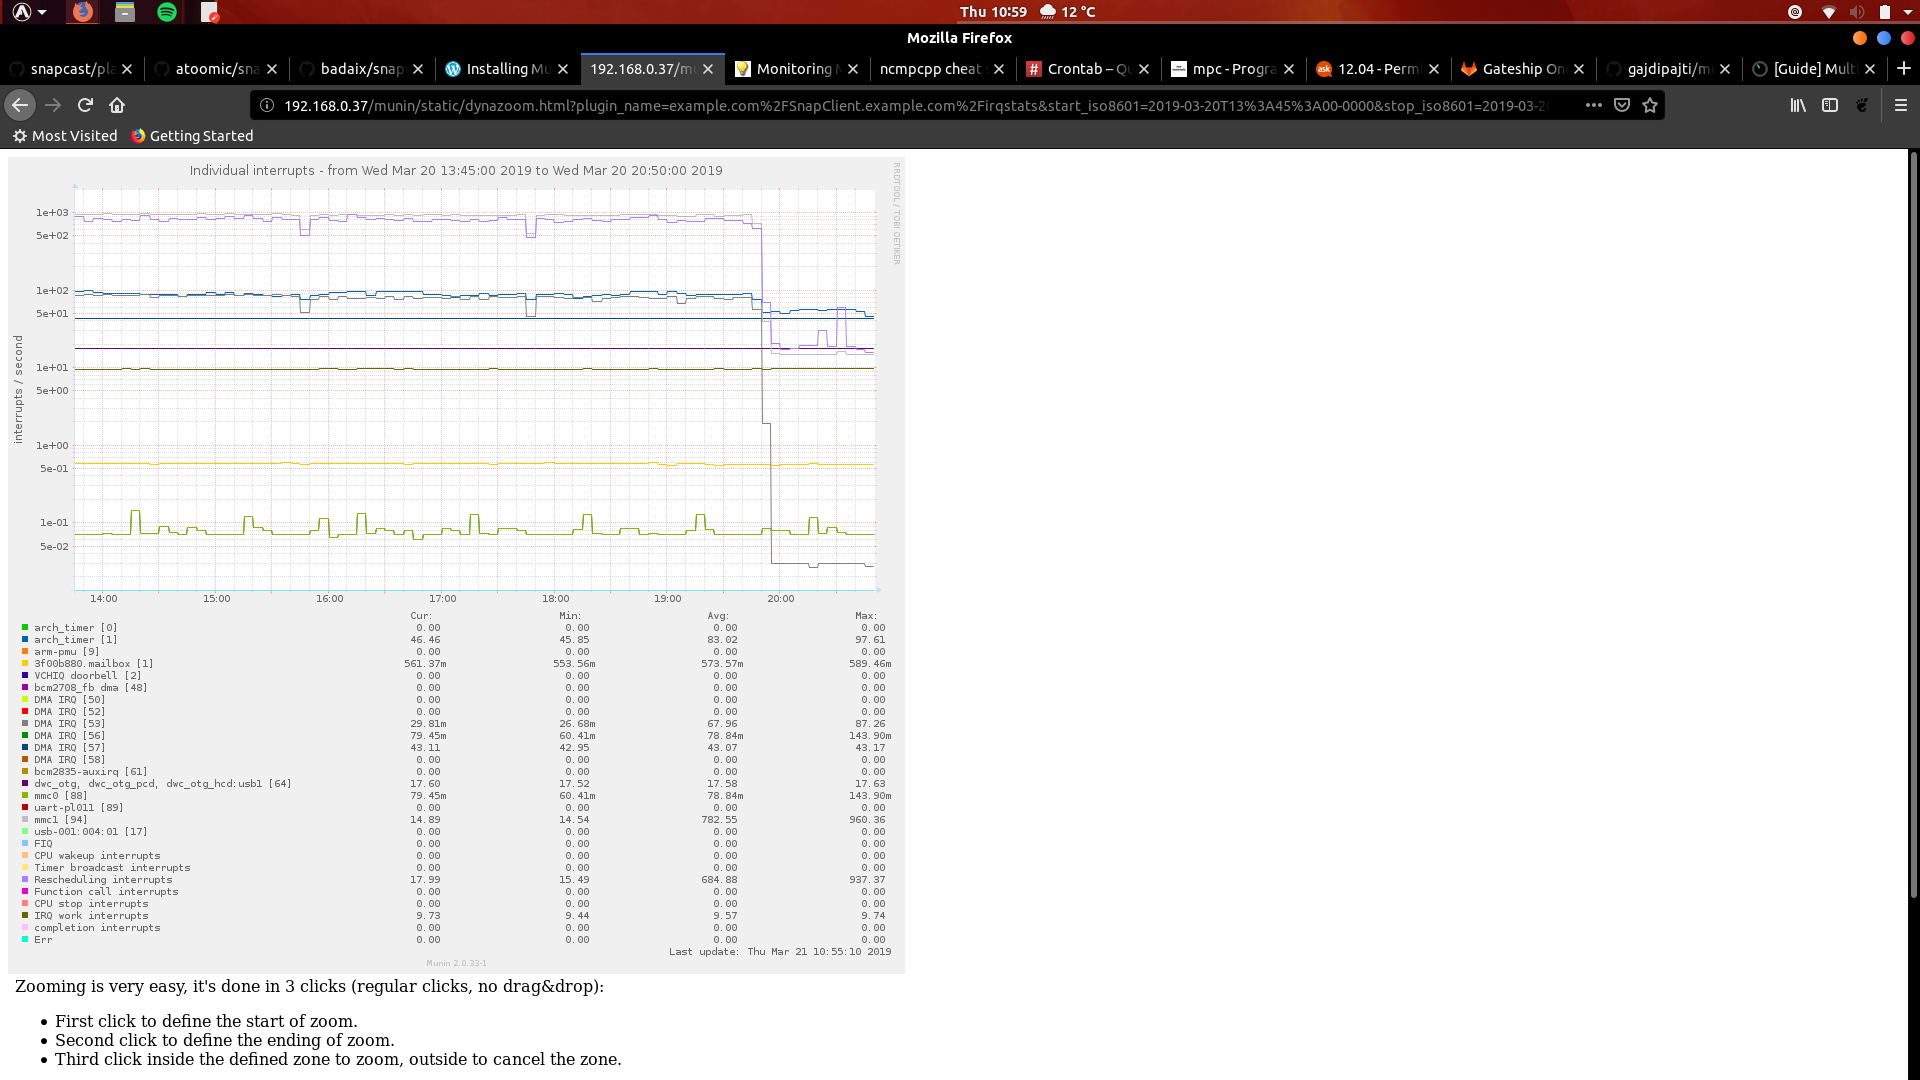 Thu 10:59 12 °C
Mozilla Firefox
snapcast/pla atoomic/sna badaix/snap Installing Mu 192.168.0.37/mu Monitoring M ncmpcpp cheat s Crontab – Qu mpc - Progra 12.04 - Permi Gateship One gajdipajti/mu [Guide] Multi
192.168.0.37/munin/static/dynazoom.html?plugin_name=example.com%2FSnapClient.example.com%2Firqstats&start_iso8601=2019-03-20T13%3A45%3A00-0000&stop_iso8601=2019-03-20
Most Visited Getting Started
Individual interrupts - from Wed Mar 20 13:45:00 2019 to Wed Mar 20 20:50:00 2019
RRDTOOL / TOBI OETIKER
interrupts / second
1e+03
5e+02
1e+02
5e+01
1e+01
5e+00
1e+00
5e-01
1e-01
5e-02
14:00 15:00 16:00 17:00 18:00 19:00 20:00
Cur: Min: Avg: Max:
arch_timer [0] 0.00 0.00 0.00 0.00
arch_timer [1] 46.46 45.85 83.02 97.61
arm-pmu [9] 0.00 0.00 0.00 0.00
3f00b880.mailbox [1] 561.37m 553.56m 573.57m 589.46m
VCHIQ doorbell [2] 0.00 0.00 0.00 0.00
bcm2708_fb dma [48] 0.00 0.00 0.00 0.00
DMA IRQ [50] 0.00 0.00 0.00 0.00
DMA IRQ [52] 0.00 0.00 0.00 0.00
DMA IRQ [53] 29.81m 26.68m 67.96 87.26
DMA IRQ [56] 79.45m 60.41m 78.84m 143.90m
DMA IRQ [57] 43.11 42.95 43.07 43.17
DMA IRQ [58] 0.00 0.00 0.00 0.00
bcm2835-auxirq [61] 0.00 0.00 0.00 0.00
dwc_otg, dwc_otg_pcd, dwc_otg_hcd:usb1 [64] 17.60 17.52 17.58 17.63
mmc0 [88] 79.45m 60.41m 78.84m 143.90m
uart-pl011 [89] 0.00 0.00 0.00 0.00
mmc1 [94] 14.89 14.54 782.55 960.36
usb-001:004:01 [17] 0.00 0.00 0.00 0.00
FIQ 0.00 0.00 0.00 0.00
CPU wakeup interrupts 0.00 0.00 0.00 0.00
Timer broadcast interrupts 0.00 0.00 0.00 0.00
Rescheduling interrupts 17.99 15.49 684.88 937.37
Function call interrupts 0.00 0.00 0.00 0.00
CPU stop interrupts 0.00 0.00 0.00 0.00
IRQ work interrupts 9.73 9.44 9.57 9.74
completion interrupts 0.00 0.00 0.00 0.00
Err 0.00 0.00 0.00 0.00
Last update: Thu Mar 21 10:55:10 2019
Munin 2.0.33-1
Zooming is very easy, it's done in 3 clicks (regular clicks, no drag&drop):
• First click to define the start of zoom.
• Second click to define the ending of zoom.
• Third click inside the defined zone to zoom, outside to cancel the zone.